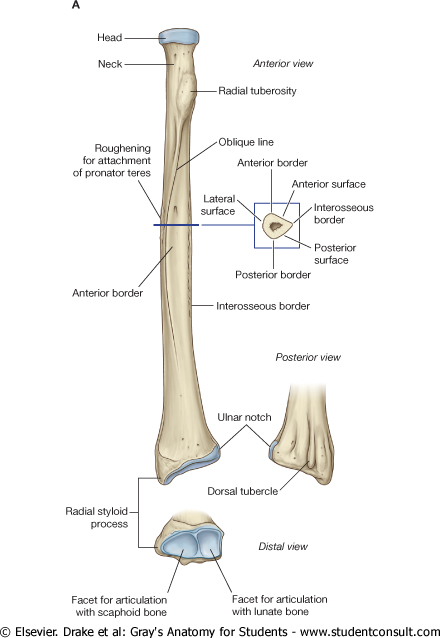 A
Head
Neck
Anterior view
Radial tuberosity
Oblique line
Roughening
for attachment
of pronator teres
Anterior border
Anterior surface
Lateral
surface
Interosseous
border
Posterior
surface
Posterior border
Anterior border
Interosseous border
Posterior view
Ulnar notch
Dorsal tubercle
Radial styloid
process
Distal view
Facet for articulation
with scaphoid bone
Facet for articulation
with lunate bone
© Elsevier. Drake et al: Gray's Anatomy for Students - www.studentconsult.com